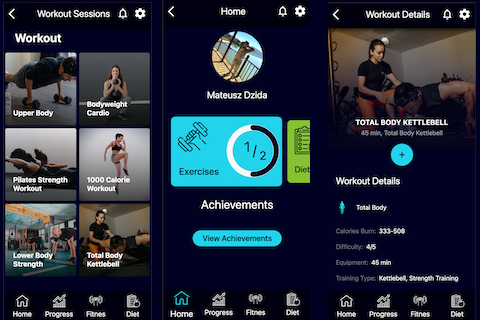 Workout Sessions
Workout
Upper Body
Bodyweight
Cardio
Pilates Strength
Workout
1000 Calorie
Workout
Lower Body
Strength
Total Body
Kettlebell
Home
Progress
Fitnes
Diet
Home
Mateusz Dzida
Exercises
1/2
Diet
Achievements
View Achievements
Home
Progress
Fitnes
Diet
Workout Details
TOTAL BODY KETTLEBELL
45 min, Total Body Kettlebell
+
Workout Details
Total Body
Calories Burn: 333-508
Difficulty: 4/5
Equipment: 45 min
Training Type: Kettlebell, Strength Training
Home
Progress
Fitnes
Diet